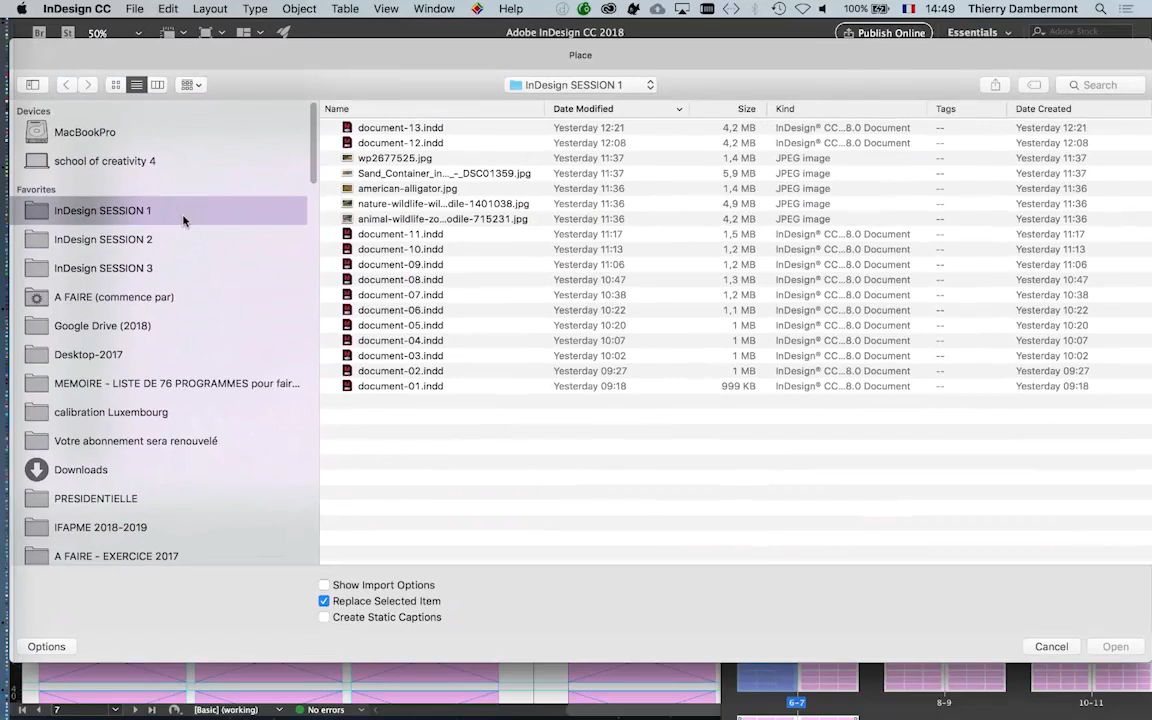 InDesign CC File Edit Layout Type Object Table View Window Help 100% 14:49 Thierry Dambermont
Br St 50% Adobe InDesign CC 2018 Publish Online Essentials Adobe Stock
Place
InDesign SESSION 1 Search
Devices
MacBookPro
school of creativity 4
Favorites
InDesign SESSION 1
InDesign SESSION 2
InDesign SESSION 3
A FAIRE (commence par)
Google Drive (2018)
Desktop-2017
MEMOIRE - LISTE DE 76 PROGRAMMES pour fair...
calibration Luxembourg
Votre abonnement sera renouvelé
Downloads
PRESIDENTIELLE
IFAPME 2018-2019
A FAIRE - EXERCICE 2017
Name Date Modified Size Kind Tags Date Created
document-13.indd Yesterday 12:21 4,2 MB InDesign® CC...8.0 Document -- Yesterday 12:21
document-12.indd Yesterday 12:08 4,2 MB InDesign® CC...8.0 Document -- Yesterday 12:08
wp2677525.jpg Yesterday 11:37 1,4 MB JPEG image -- Yesterday 11:37
Sand_Container_in..._-_DSC01359.jpg Yesterday 11:37 5,9 MB JPEG image -- Yesterday 11:37
american-alligator.jpg Yesterday 11:36 1,4 MB JPEG image -- Yesterday 11:36
nature-wildlife-wil...dile-1401038.jpg Yesterday 11:36 4,9 MB JPEG image -- Yesterday 11:36
animal-wildlife-zo...odile-715231.jpg Yesterday 11:36 4,2 MB JPEG image -- Yesterday 11:36
document-11.indd Yesterday 11:17 1,5 MB InDesign® CC...8.0 Document -- Yesterday 11:17
document-10.indd Yesterday 11:13 1,2 MB InDesign® CC...8.0 Document -- Yesterday 11:13
document-09.indd Yesterday 11:06 1,2 MB InDesign® CC...8.0 Document -- Yesterday 11:06
document-08.indd Yesterday 10:47 1,3 MB InDesign® CC...8.0 Document -- Yesterday 10:47
document-07.indd Yesterday 10:38 1,2 MB InDesign® CC...8.0 Document -- Yesterday 10:38
document-06.indd Yesterday 10:22 1,1 MB InDesign® CC...8.0 Document -- Yesterday 10:22
document-05.indd Yesterday 10:20 1 MB InDesign® CC...8.0 Document -- Yesterday 10:20
document-04.indd Yesterday 10:07 1 MB InDesign® CC...8.0 Document -- Yesterday 10:07
document-03.indd Yesterday 10:02 1 MB InDesign® CC...8.0 Document -- Yesterday 10:02
document-02.indd Yesterday 09:27 1 MB InDesign® CC...8.0 Document -- Yesterday 09:27
document-01.indd Yesterday 09:18 999 KB InDesign® CC...8.0 Document -- Yesterday 09:18
Show Import Options
Replace Selected Item
Create Static Captions
Options Cancel Open
7 [Basic] (working) No errors 6-7 8-9 10-11